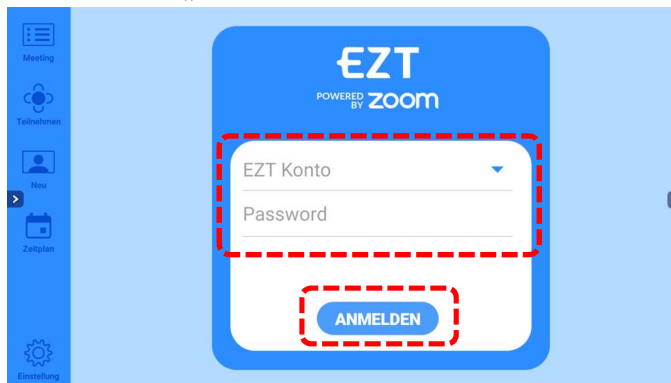 Meeting
Teilnehmen
Neu
Zeitplan
Einstellung
EZT
POWERED BY zoom
EZT Konto
Password
ANMELDEN